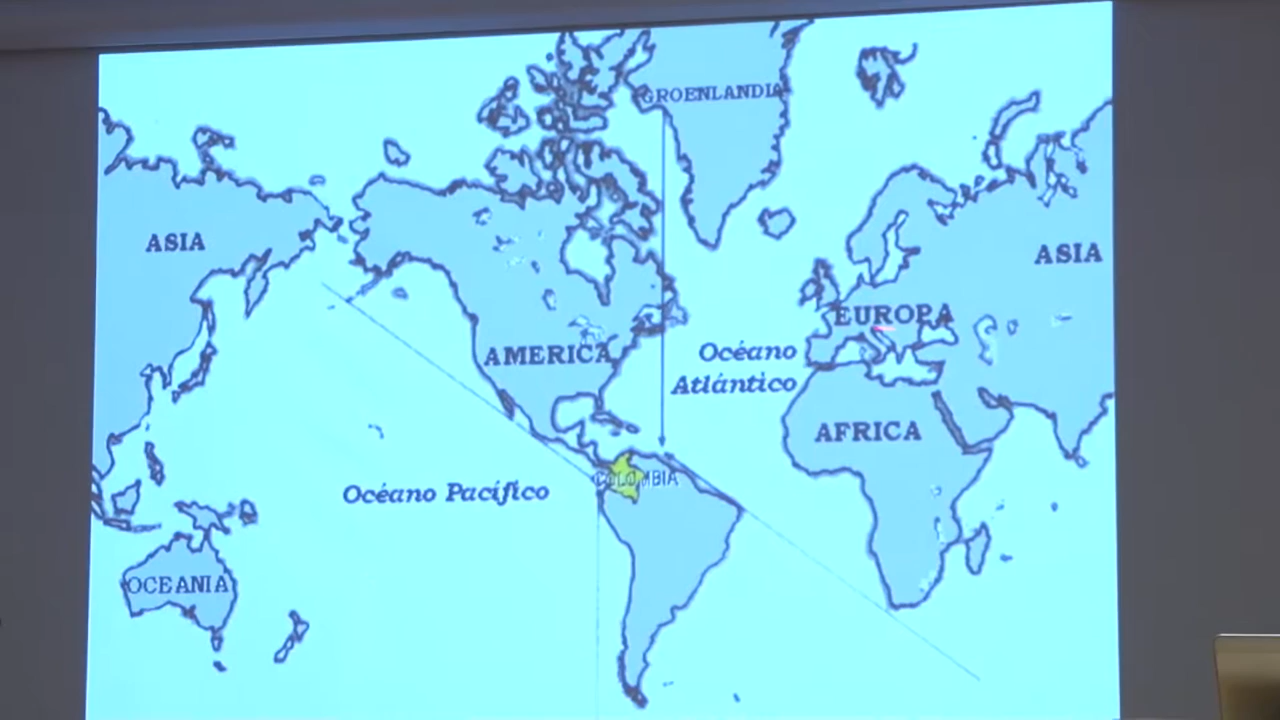 GROENLANDIA
ASIA
ASIA
EUROPA
AMERICA
Océano
Atlántico
AFRICA
COLOMBIA
Océano Pacífico
OCEANIA